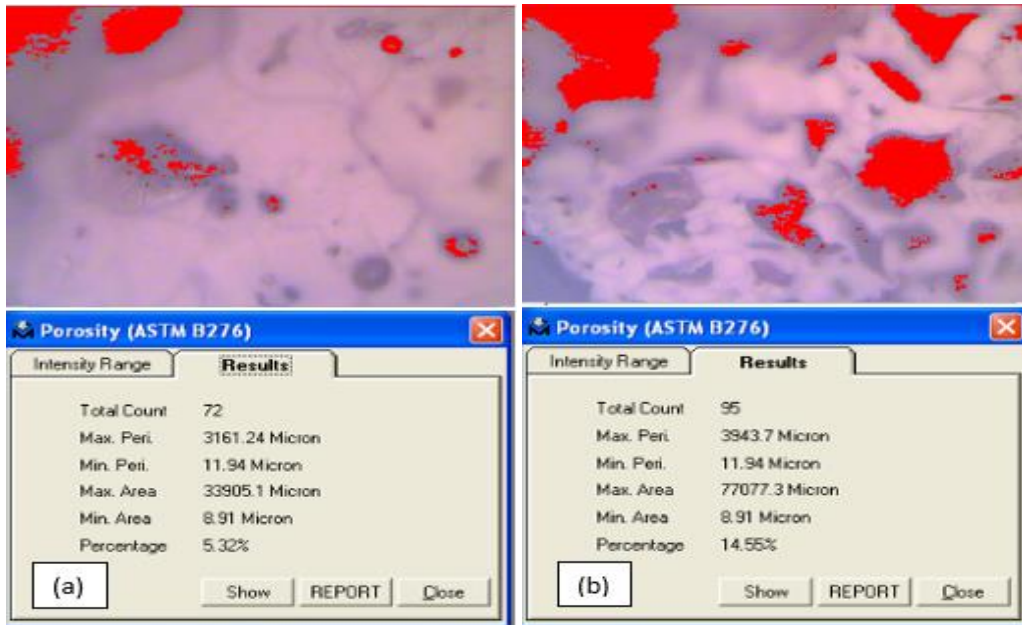 Porosity (ASTM B276)
Intensity Range Results
Total Count 72
Max. Peri. 3161.24 Micron
Min. Peri. 11.94 Micron
Max. Area 33905.1 Micron
Min. Area 8.91 Micron
Percentage 5.32%
(a) Show REPORT Close
Porosity (ASTM B276)
Intensity Range Results
Total Count 95
Max. Peri. 3943.7 Micron
Min. Peri. 11.94 Micron
Max. Area 77077.3 Micron
Min. Area 8.91 Micron
Percentage 14.55%
(b) Show REPORT Close